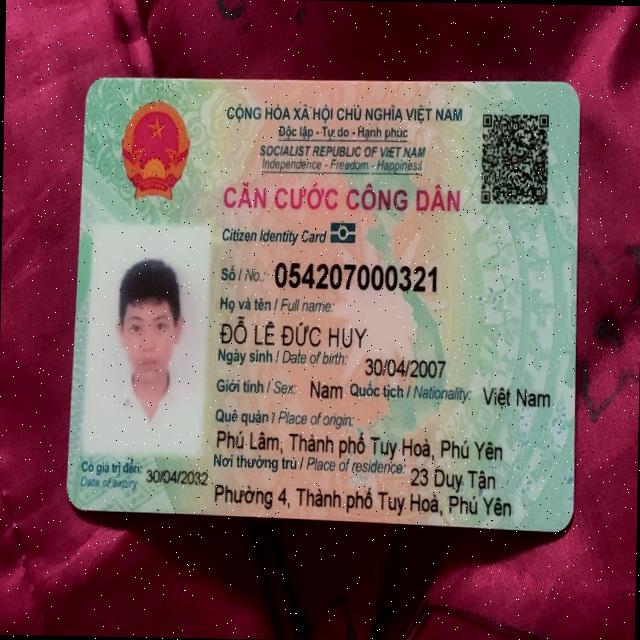 CỘNG HÒA XÃ HỘI CHỦ NGHĨA VIỆT NAM
Độc lập - Tự do - Hạnh phúc
SOCIALIST REPUBLIC OF VIET NAM
Independence - Freedom - Happiness
CĂN CƯỚC CÔNG DÂN
Citizen Identity Card
Số / No.: 054207000321
Họ và tên / Full name:
ĐỖ LÊ ĐỨC HUY
Ngày sinh / Date of birth: 30/04/2007
Giới tính / Sex: Nam Quốc tịch / Nationality: Việt Nam
Quê quán / Place of origin:
Phú Lâm, Thành phố Tuy Hoà, Phú Yên
Nơi thường trú / Place of residence: 23 Duy Tân
Phường 4, Thành phố Tuy Hoà, Phú Yên
Có giá trị đến: 30/04/2032
Date of expiry